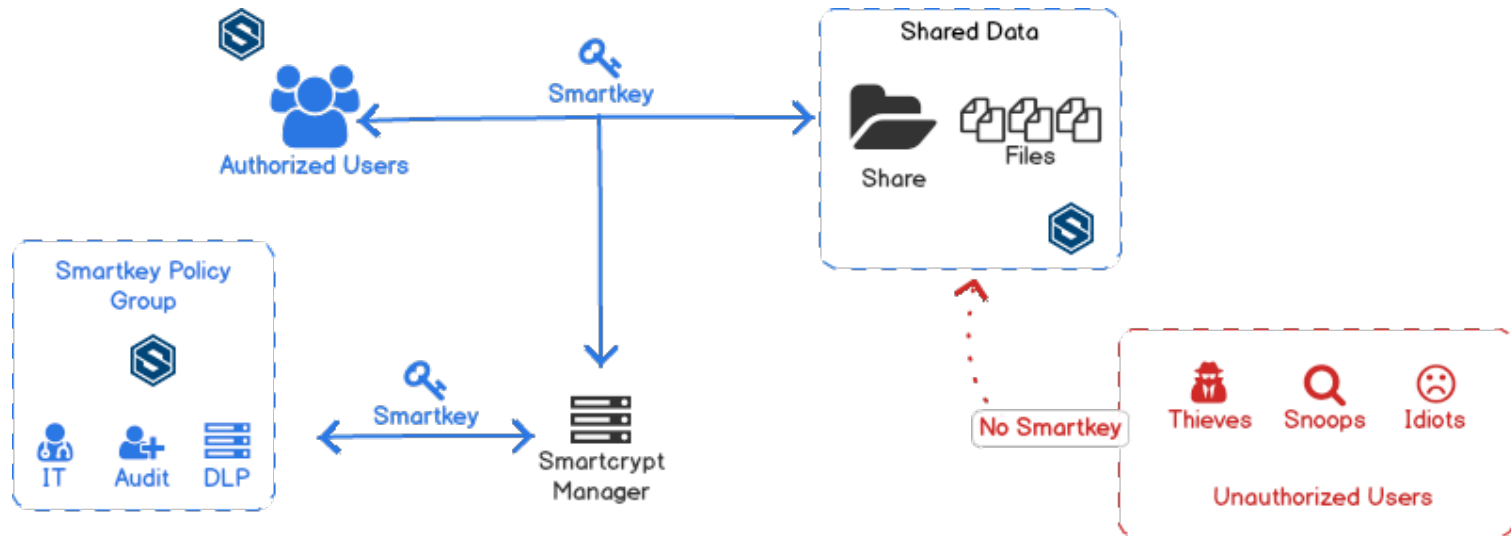 Shared Data
Smartkey
Authorized Users
Share
Files
Smartkey Policy
Group
IT
Audit
DLP
Smartkey
Smartcrypt
Manager
No Smartkey
Thieves
Snoops
Idiots
Unauthorized Users